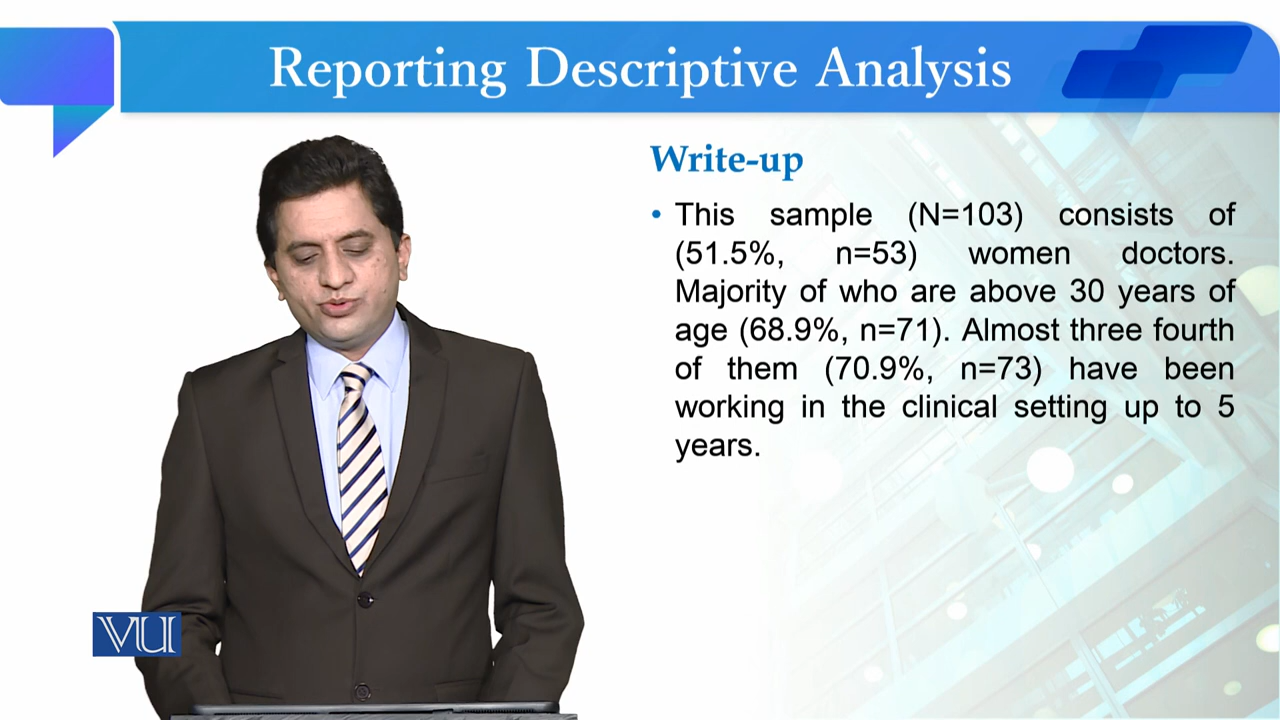 Reporting Descriptive Analysis
Write-up
• This sample (N=103) consists of
(51.5%, n=53) women doctors.
Majority of who are above 30 years of
age (68.9%, n=71). Almost three fourth
of them (70.9%, n=73) have been
working in the clinical setting up to 5
years.
VU